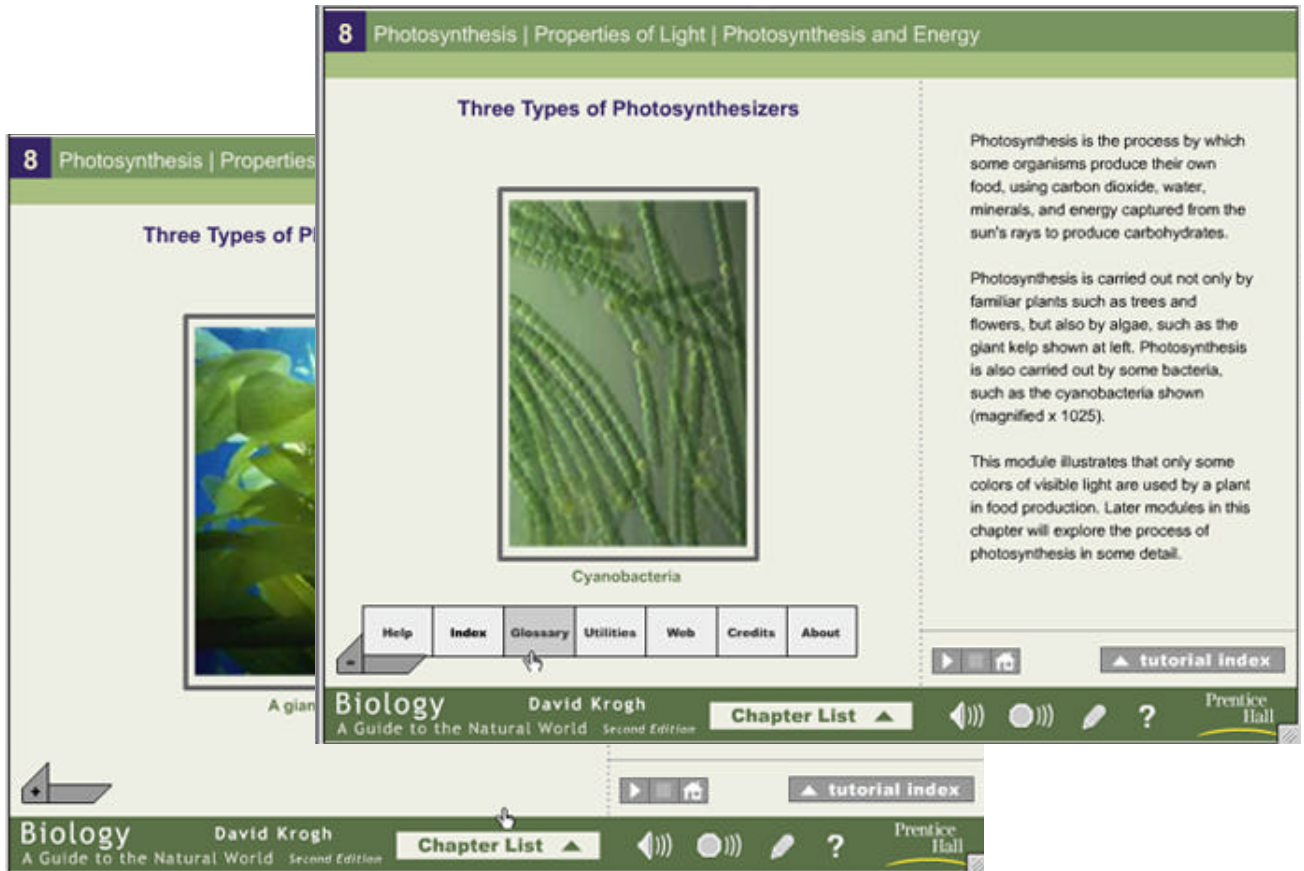 8 Photosynthesis | Properties of Light | Photosynthesis and Energy
Three Types of Photosynthesizers
Cyanobacteria
Photosynthesis is the process by which
some organisms produce their own
food, using carbon dioxide, water,
minerals, and energy captured from the
sun's rays to produce carbohydrates.
Photosynthesis is carried out not only by
familiar plants such as trees and
flowers, but also by algae, such as the
giant kelp shown at left. Photosynthesis
is also carried out by some bacteria,
such as the cyanobacteria shown
(magnified x 1025).
This module illustrates that only some
colors of visible light are used by a plant
in food production. Later modules in this
chapter will explore the process of
photosynthesis in some detail.
- Help Index Glossary Utilities Web Credits About
tutorial index
Biology David Krogh
A Guide to the Natural World Second Edition
Chapter List
?
Prentice
Hall
8 Photosynthesis | Properties
Three Types of Pl
A gian
+
tutorial index
Biology David Krogh
A Guide to the Natural World Second Edition
Chapter List
?
Prentice
Hall